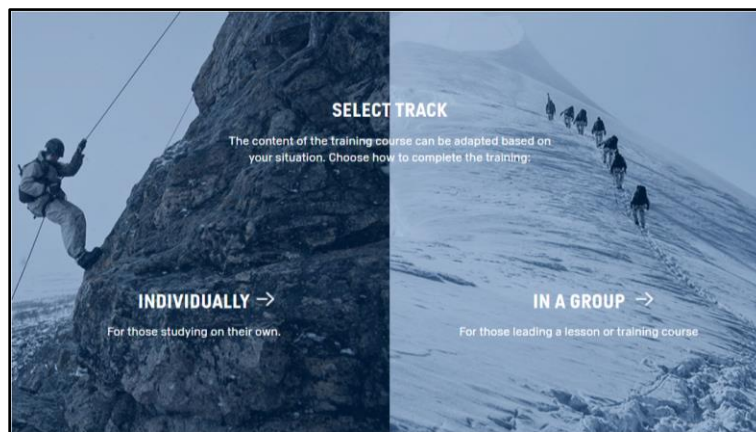 SELECT TRACK
The content of the training course can be adapted based on
your situation. Choose how to complete the training:
INDIVIDUALLY →
For those studying on their own.
IN A GROUP →
For those leading a lesson or training course